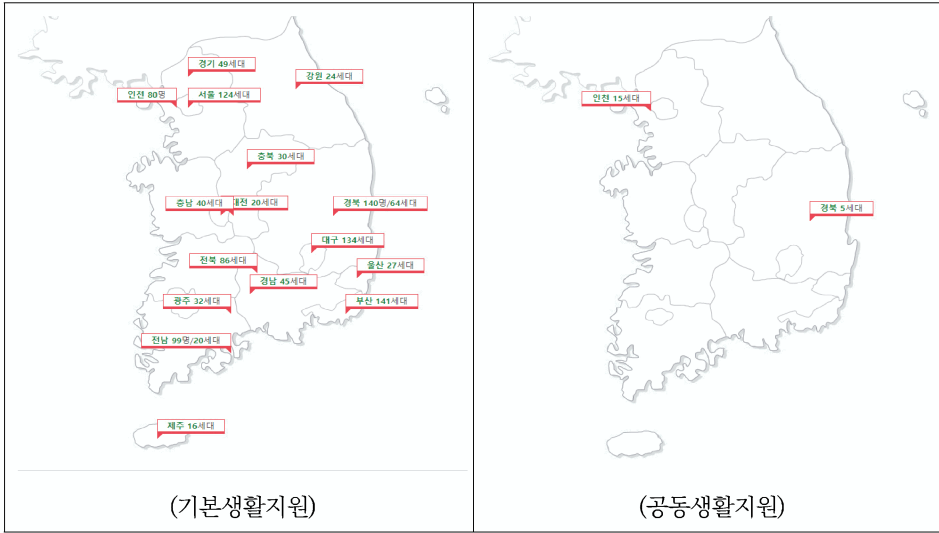 경기 49세대
강원 24세대
인천 80명
서울 124세대
충북 30세대
충남 40세대
대전 20세대
경북 140명/64세대
대구 134세대
전북 86세대
울산 27세대
경남 45세대
광주 32세대
부산 141세대
전남 99명/20세대
제주 16세대
(기본생활지원)
인천 15세대
경북 5세대
(공동생활지원)